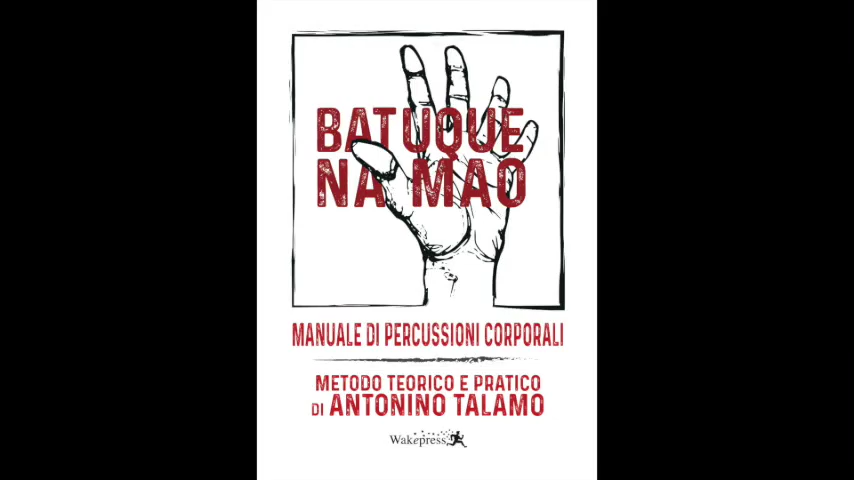 BATUQUE
NA MAO
MANUALE DI PERCUSSIONI CORPORALI
METODO TEORICO E PRATICO
DI ANTONINO TALAMO
Wakepress